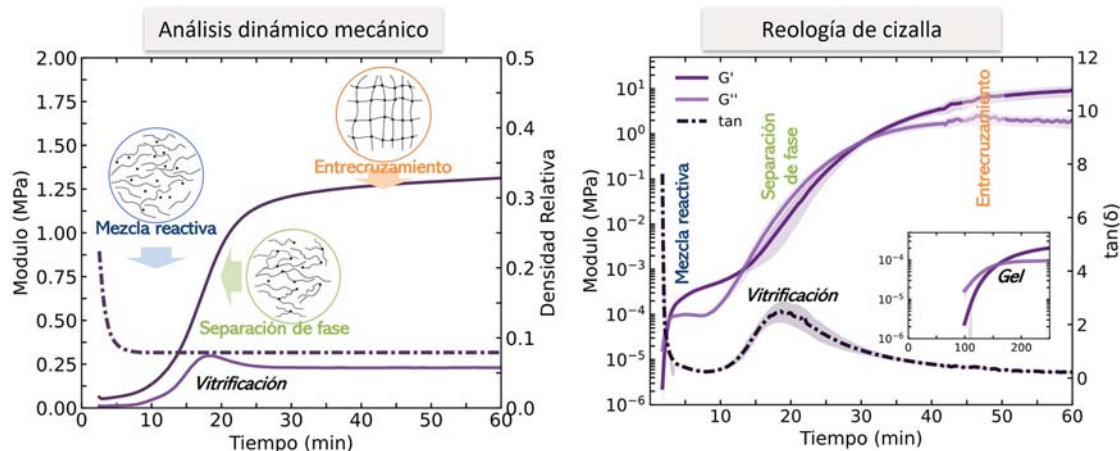 Análisis dinámico mecánico
Modulo (MPa)
2.00
1.75
1.50
1.25
1.00
0.75
0.50
0.25
0.00
0.5
0.4
0.3
0.2
0.1
0.0
Densidad Relativa
0
10
20
30
40
50
60
Tiempo (min)
Mezcla reactiva
Entrecruzamiento
Separación de fase
Vitrificación
Reología de cizalla
Modulo (MPa)
10¹
10⁰
10⁻¹
10⁻²
10⁻³
10⁻⁴
10⁻⁵
10⁻⁶
G'
G''
tan
Mezcla reactiva
Separación
de fase
Entrecruzamiento
Vitrificación
10⁻⁴
10⁻⁵
10⁻⁶
0
100
200
Gel
12
10
8
6
4
2
0
tan(δ)
10
20
30
40
50
60
Tiempo (min)